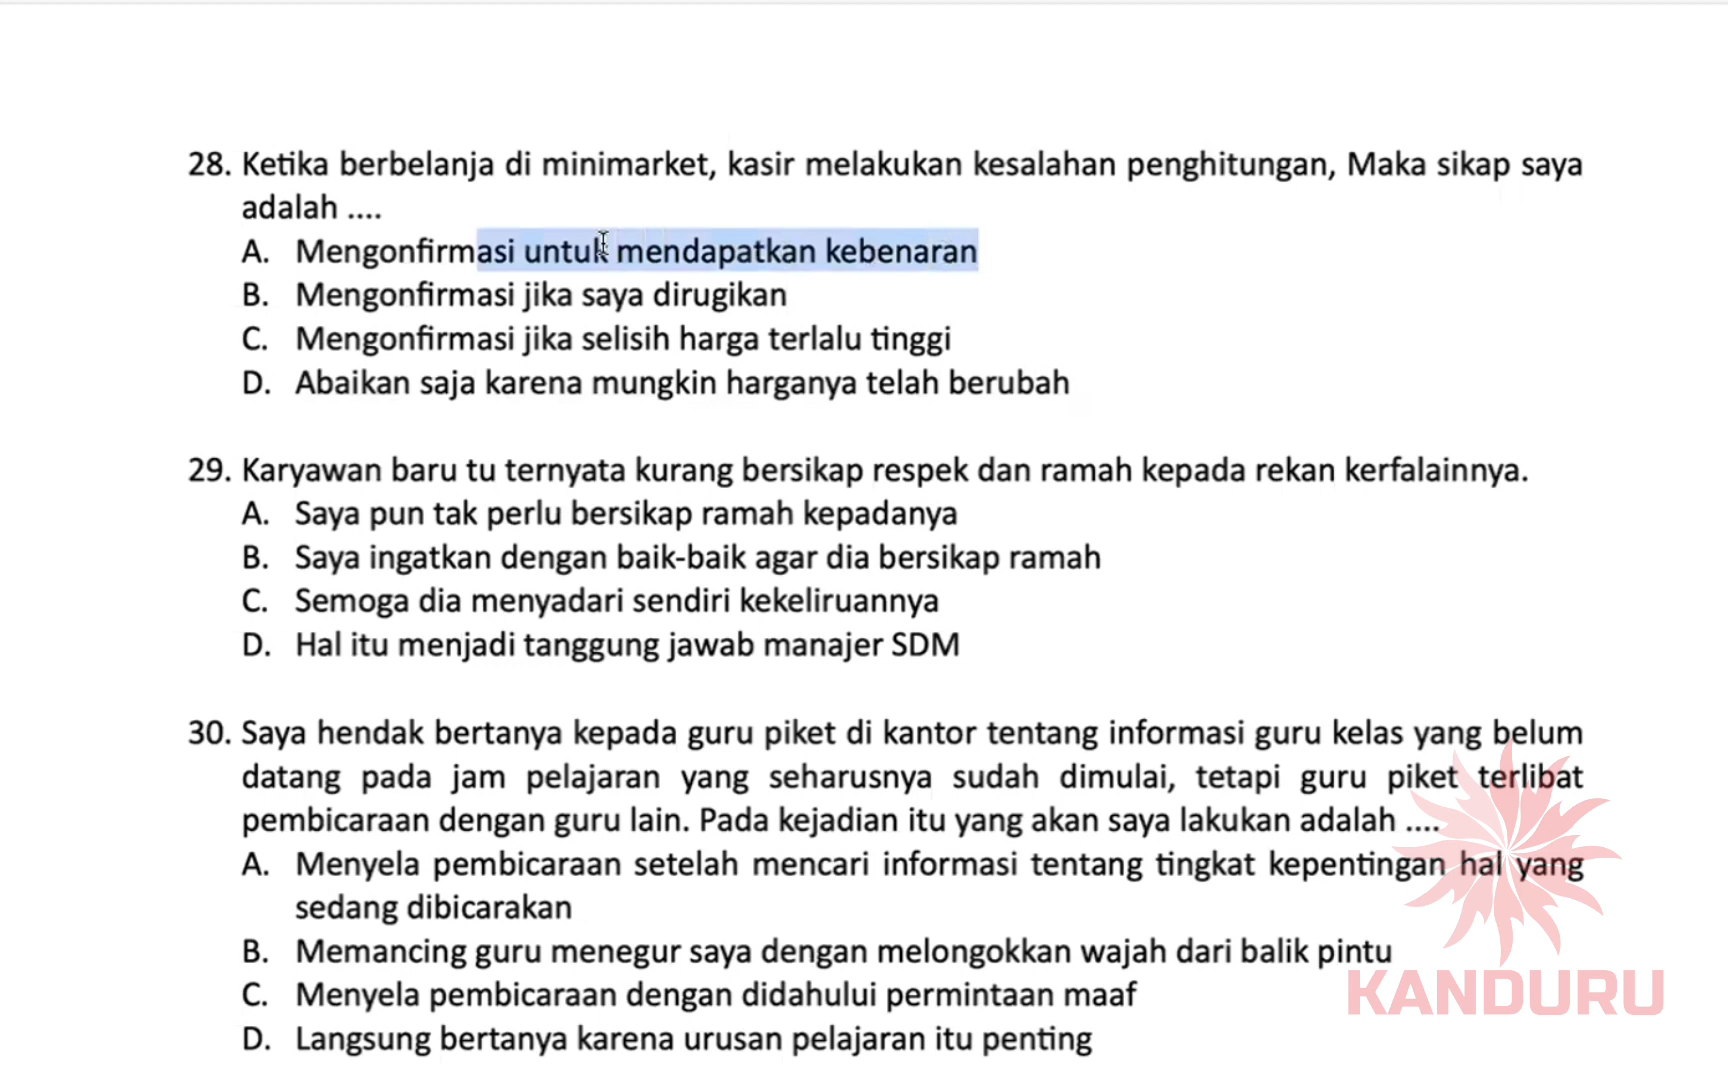 28. Ketika berbelanja di minimarket, kasir melakukan kesalahan penghitungan, Maka sikap saya
adalah ....
A. Mengonfirmasi untuk mendapatkan kebenaran
B. Mengonfirmasi jika saya dirugikan
C. Mengonfirmasi jika selisih harga terlalu tinggi
D. Abaikan saja karena mungkin harganya telah berubah
29. Karyawan baru tu ternyata kurang bersikap respek dan ramah kepada rekan kerfalainnya.
A. Saya pun tak perlu bersikap ramah kepadanya
B. Saya ingatkan dengan baik-baik agar dia bersikap ramah
C. Semoga dia menyadari sendiri kekeliruannya
D. Hal itu menjadi tanggung jawab manajer SDM
30. Saya hendak bertanya kepada guru piket di kantor tentang informasi guru kelas yang belum
datang pada jam pelajaran yang seharusnya sudah dimulai, tetapi guru piket terlibat
pembicaraan dengan guru lain. Pada kejadian itu yang akan saya lakukan adalah ....
A. Menyela pembicaraan setelah mencari informasi tentang tingkat kepentingan hal yang
sedang dibicarakan
B. Memancing guru menegur saya dengan melongokkan wajah dari balik pintu
C. Menyela pembicaraan dengan didahului permintaan maaf
D. Langsung bertanya karena urusan pelajaran itu penting
KANDURU